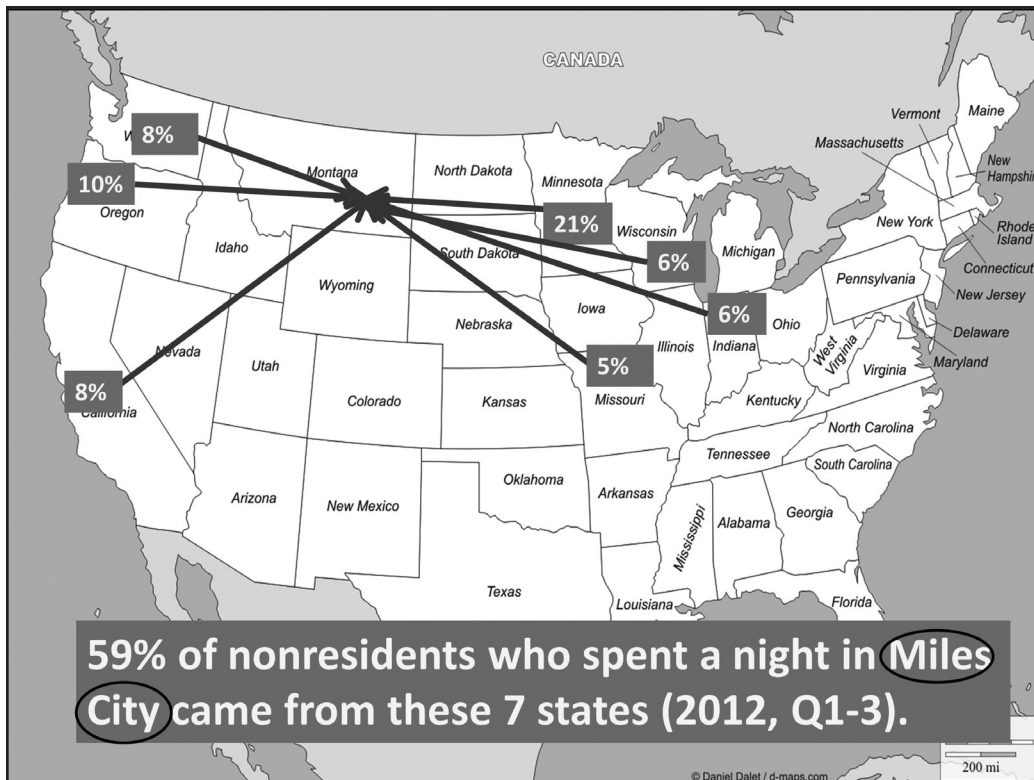 CANADA
Maine
Vermont
Massachusetts
8%
Montana
North Dakota
Minnesota
New
Hampshire
10%
Oregon
21%
Wisconsin
Michigan
New York
Rhode
Island
Idaho
South Dakota
6%
Connecticut
Wyoming
Pennsylvania
New Jersey
Iowa
6%
Ohio
Nebraska
Delaware
Nevada
Illinois
Indiana
West
Virginia
Maryland
Utah
5%
Virginia
8%
California
Colorado
Kansas
Missouri
Kentucky
North Carolina
Tennessee
South Carolina
Oklahoma
Arizona
New Mexico
Arkansas
Mississippi
Alabama
Georgia
Texas
Louisiana
Florida
59% of nonresidents who spent a night in Miles
City came from these 7 states (2012, Q1-3).
200 mi
© Daniel Dalet / d-maps.com